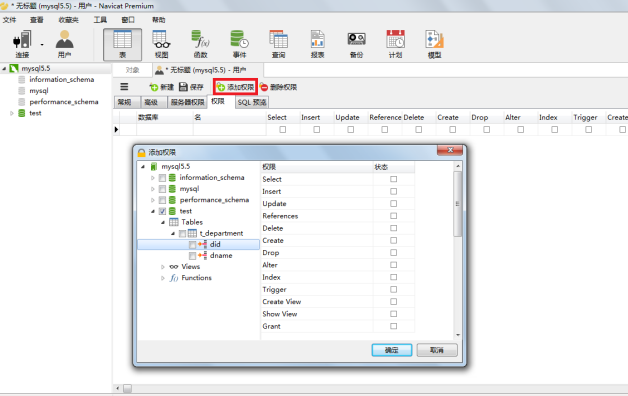 * 无标题 (mysql5.5) - 用户 - Navicat Premium
文件 查看 收藏夹 工具 窗口 帮助
连接 用户 表 视图 函数 事件 查询 报表 备份 计划 模型
mysql5.5
information_schema
mysql
performance_schema
test
对象 * 无标题 (mysql5.5) - 用户
新建 保存 添加权限 删除权限
常规 高级 服务器权限 权限 SQL 预览
数据库 名 Select Insert Update Reference Delete Create Drop Alter Index Trigger Create
添加权限
mysql5.5
information_schema
mysql
performance_schema
test
Tables
t_department
did
dname
Views
Functions
权限 状态
Select
Insert
Update
References
Delete
Create
Drop
Alter
Index
Trigger
Create View
Show View
Grant
确定 取消